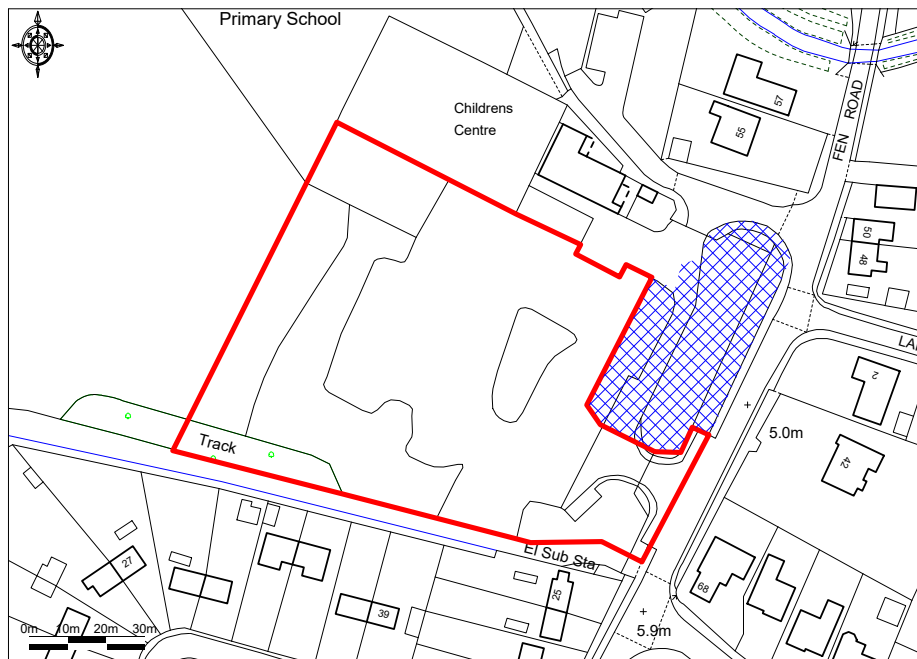 Primary School
Childrens
Centre
57
55
FEN ROAD
50
48
LA
2
5.0m
42
Track
El Sub Sta
27
39
25
68
5.9m
0m 10m 20m 30m